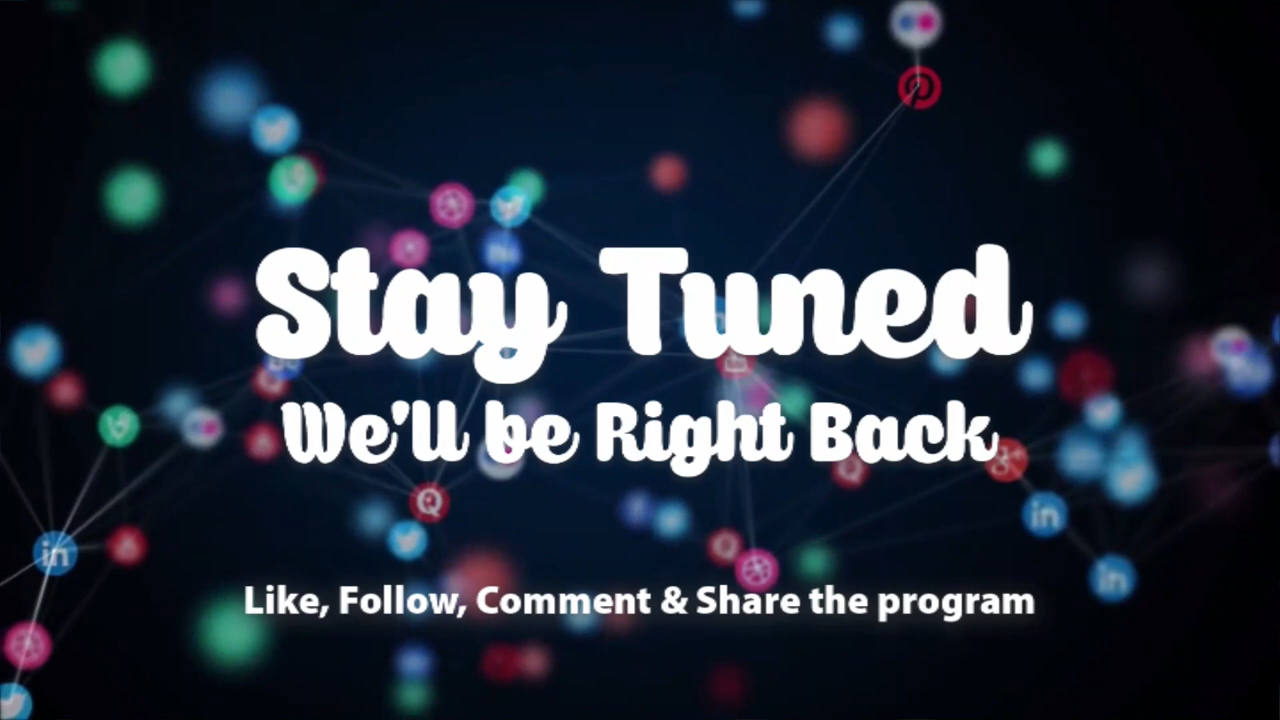 Stay Tuned
We'll be Right Back
Like, Follow, Comment & Share the program